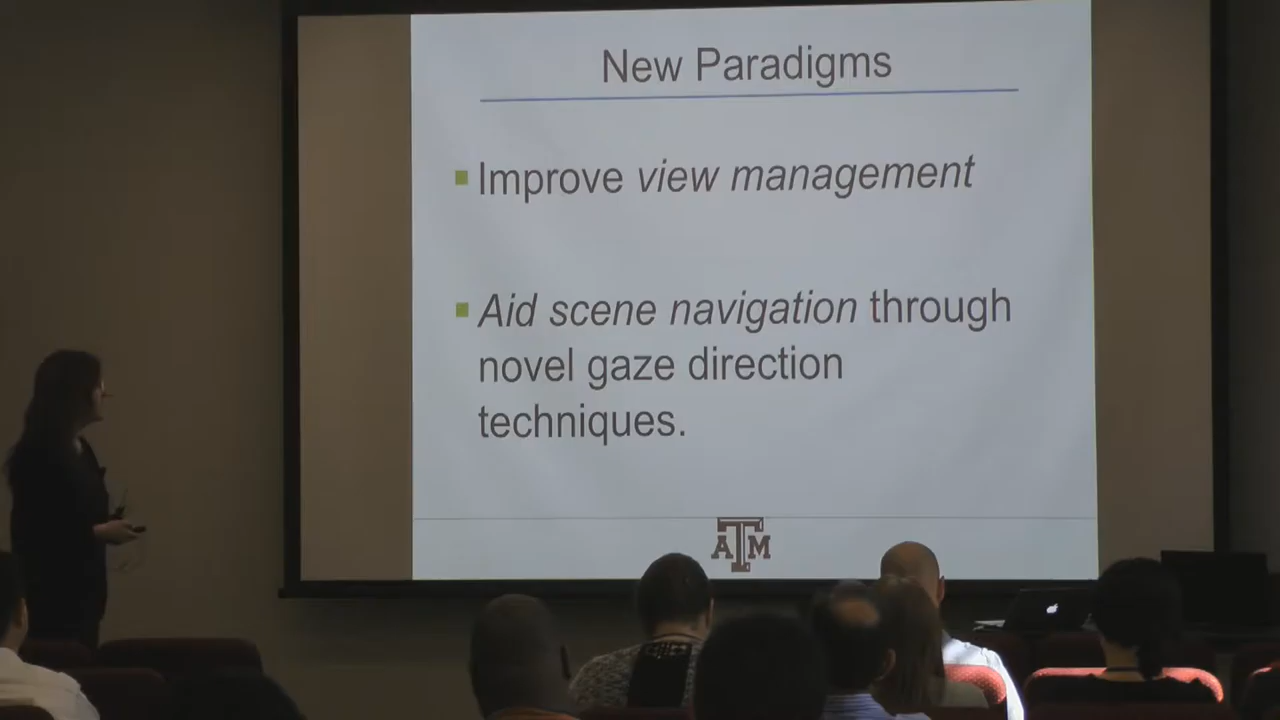 New Paradigms
Improve view management
Aid scene navigation through
novel gaze direction
techniques.
ATM